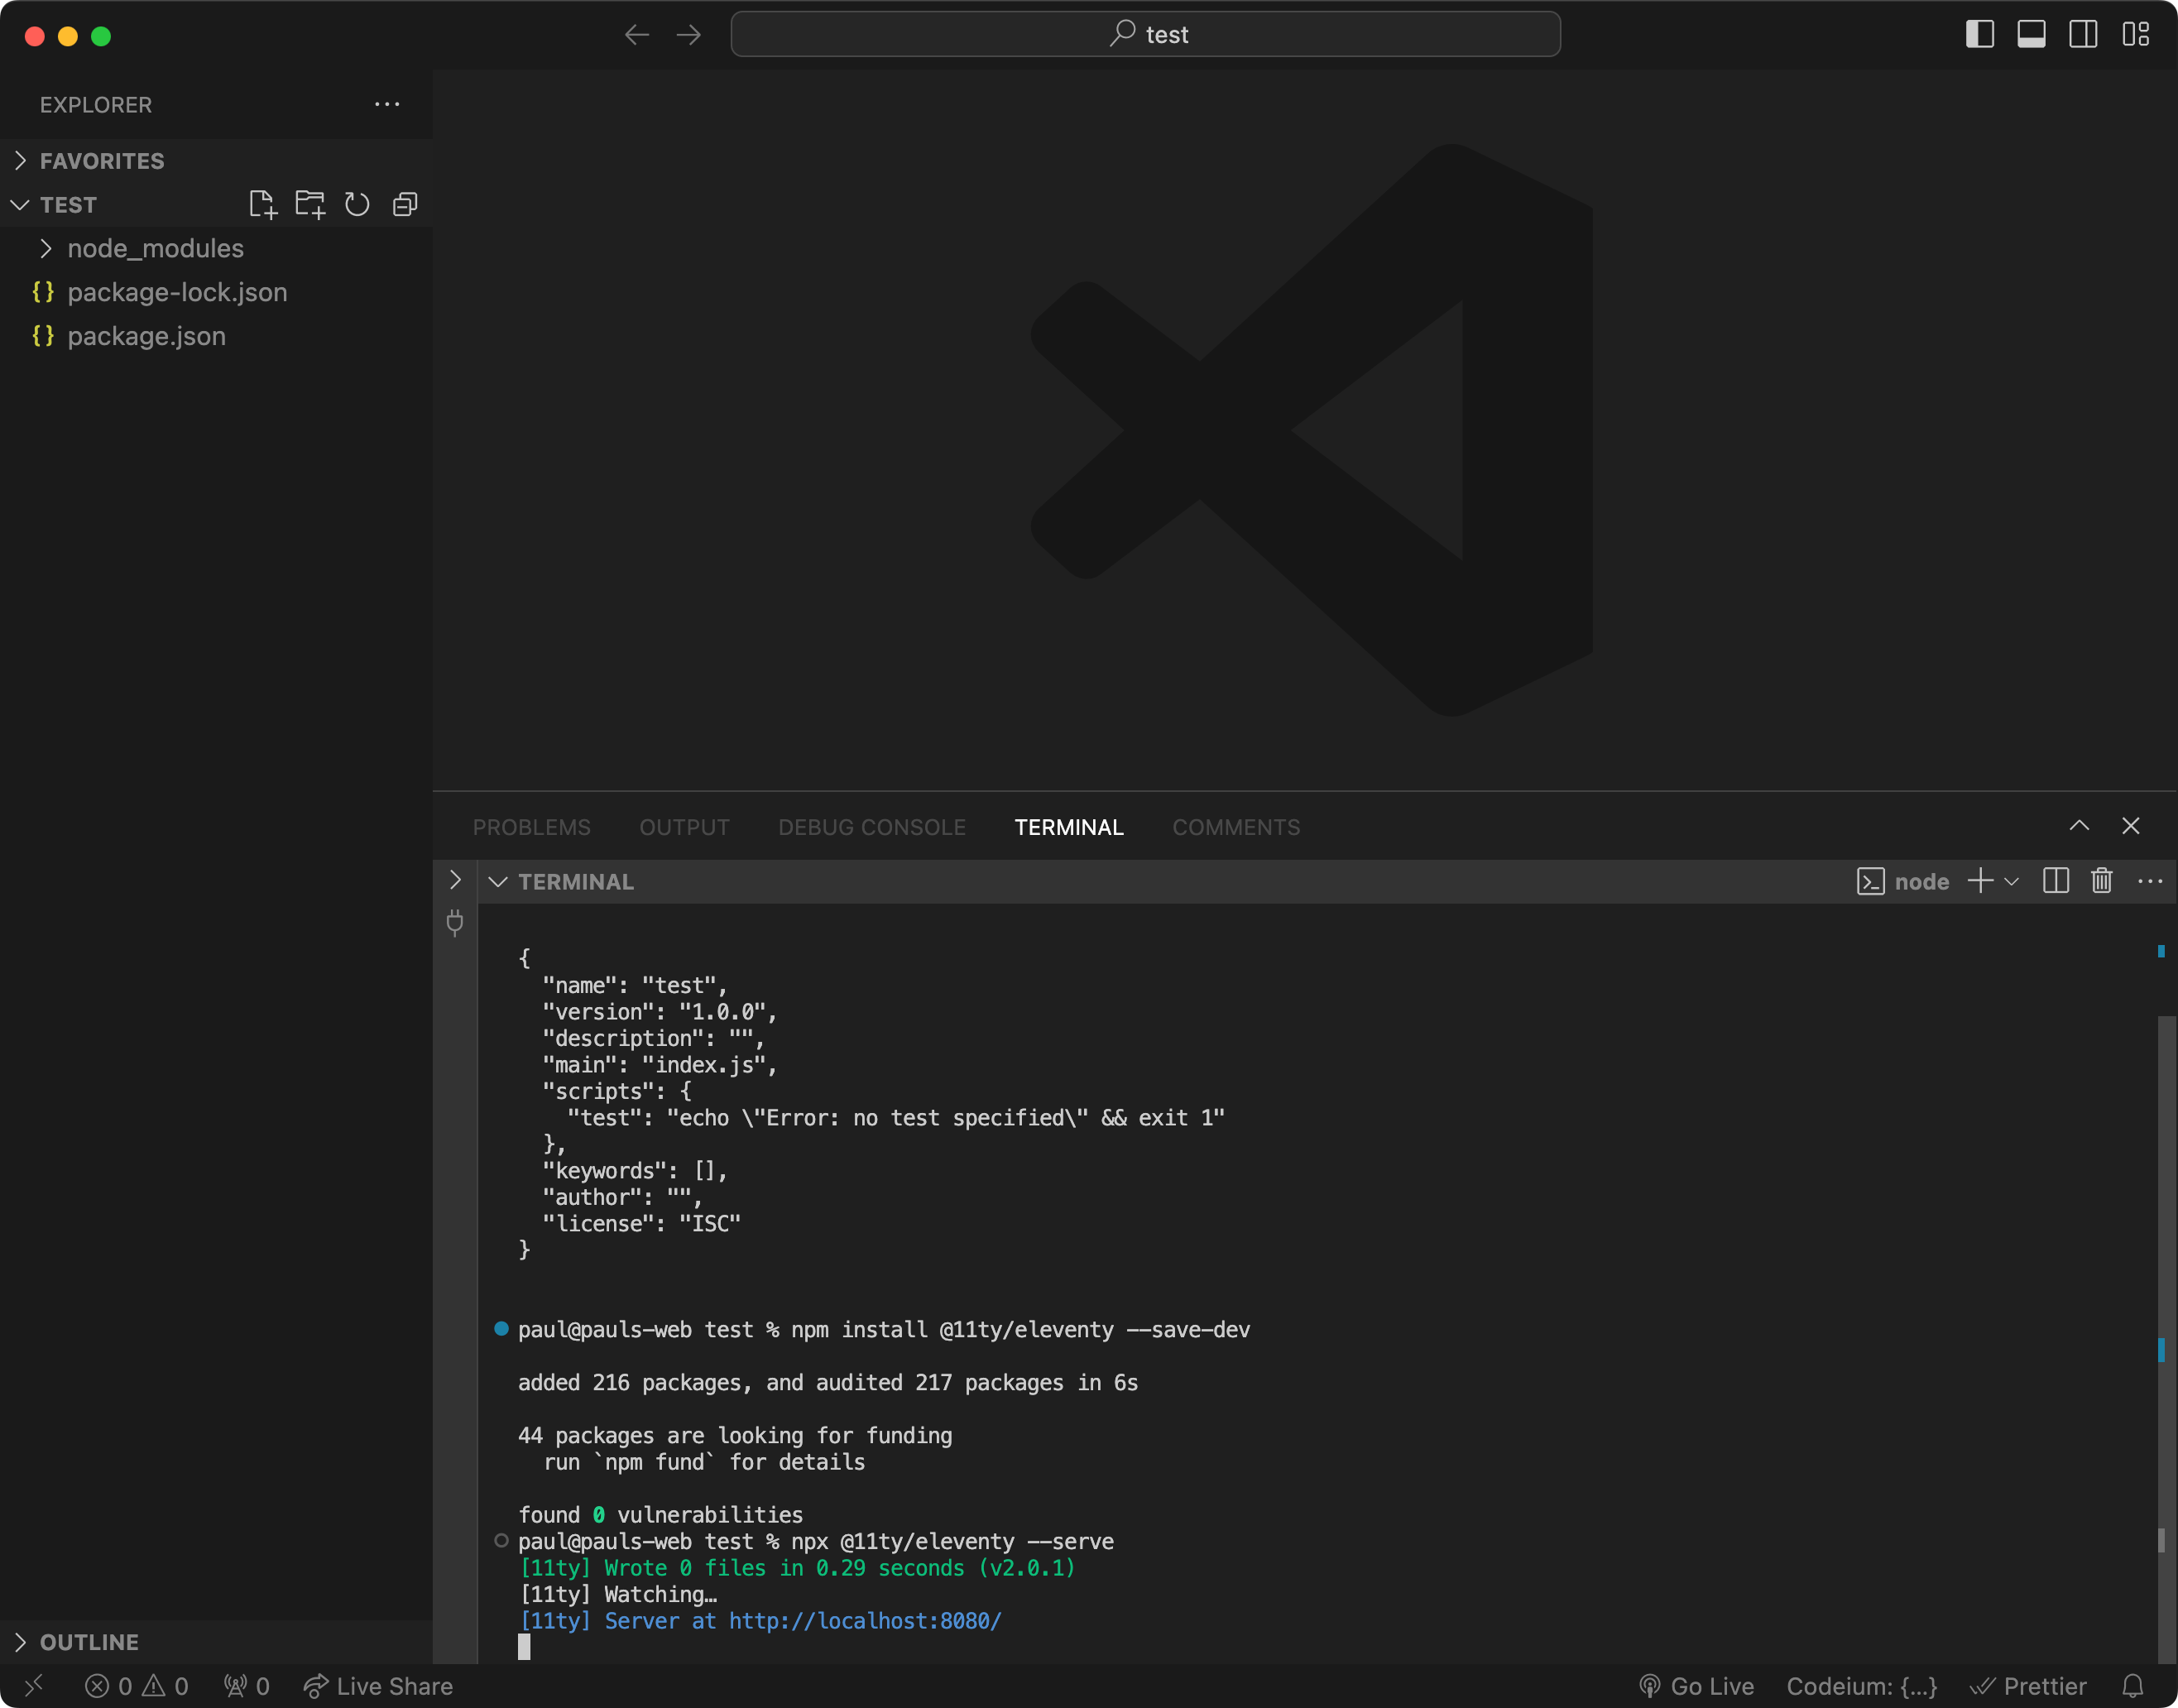 test
EXPLORER
FAVORITES
TEST
node_modules
{} package-lock.json
{} package.json
OUTLINE
PROBLEMS OUTPUT DEBUG CONSOLE TERMINAL COMMENTS
TERMINAL
node
{
  "name": "test",
  "version": "1.0.0",
  "description": "",
  "main": "index.js",
  "scripts": {
    "test": "echo \"Error: no test specified\" && exit 1"
  },
  "keywords": [],
  "author": "",
  "license": "ISC"
}
paul@pauls-web test % npm install @11ty/eleventy --save-dev
added 216 packages, and audited 217 packages in 6s
44 packages are looking for funding
  run `npm fund` for details
found 0 vulnerabilities
paul@pauls-web test % npx @11ty/eleventy --serve
[11ty] Wrote 0 files in 0.29 seconds (v2.0.1)
[11ty] Watching…
[11ty] Server at http://localhost:8080/
0 0 0 Live Share Go Live Codeium: {...} Prettier